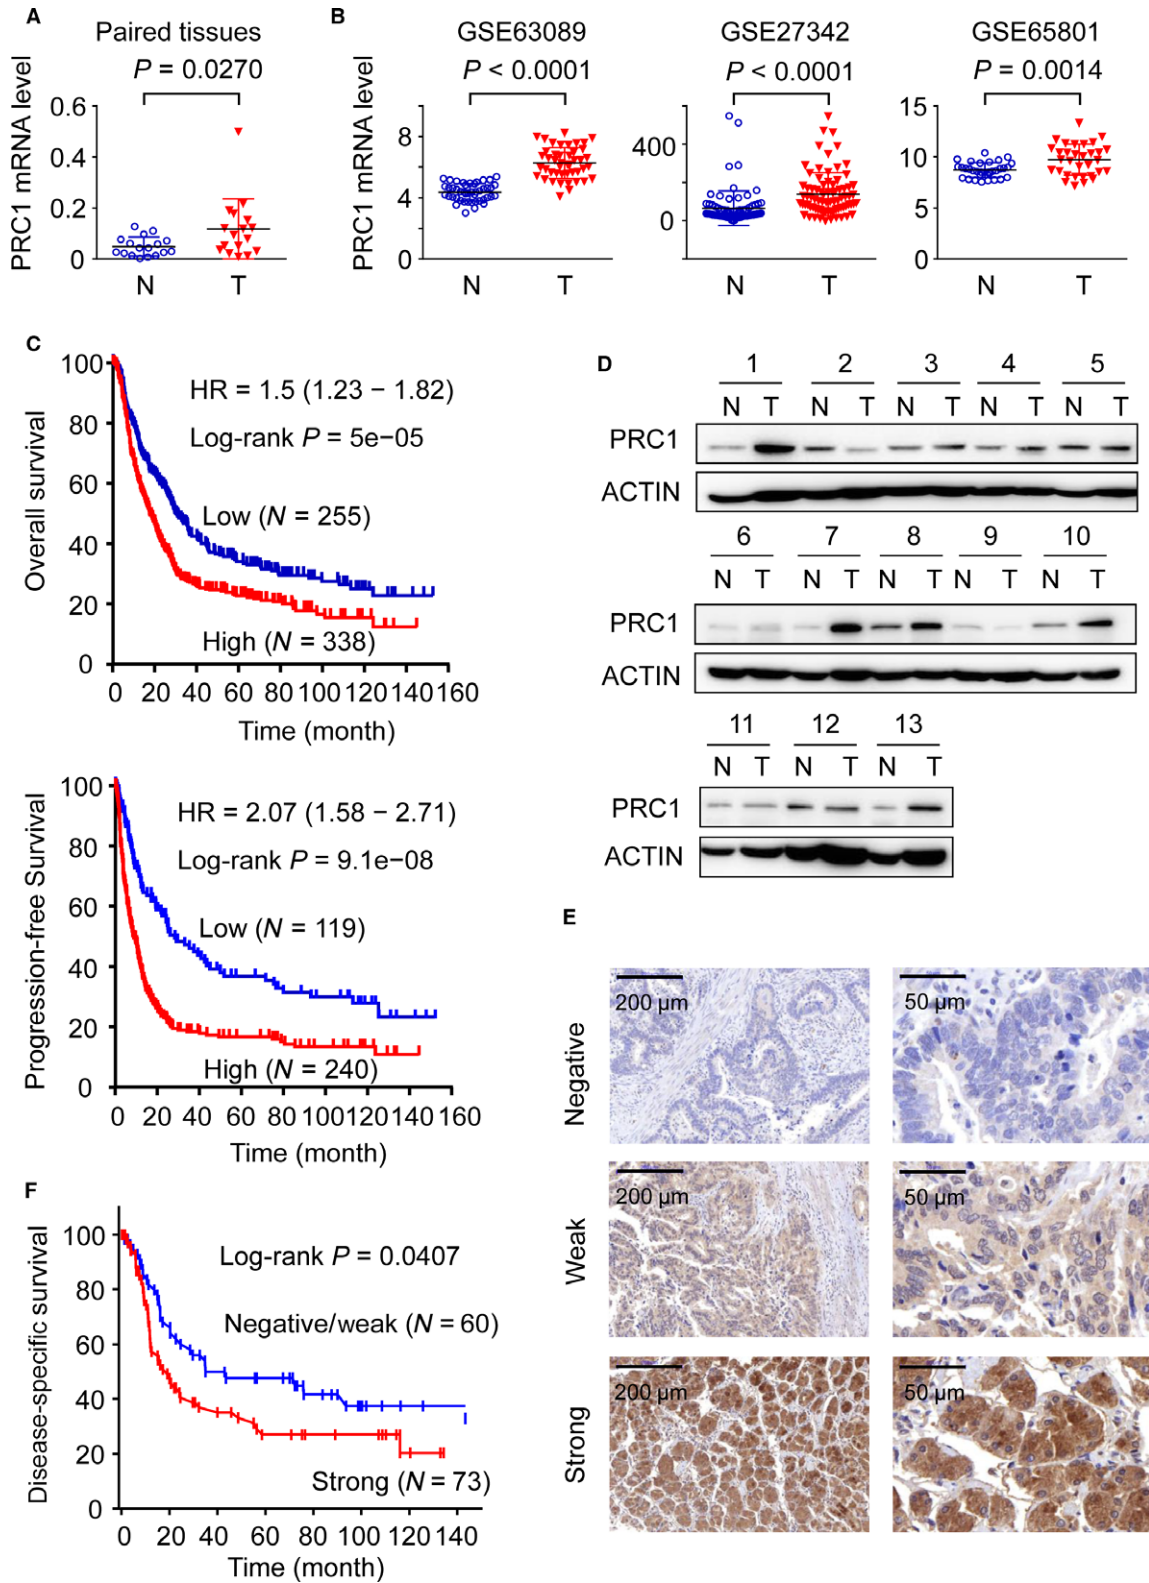 A
Paired tissues
P = 0.0270
PRC1 mRNA level
0.6
0.4
0.2
0
N T
B
GSE63089
P < 0.0001
PRC1 mRNA level
8
4
0
N T
GSE27342
P < 0.0001
400
0
N T
GSE65801
P = 0.0014
15
10
5
0
N T
C
Overall survival
100
80
60
40
20
0
HR = 1.5 (1.23 − 1.82)
Log-rank P = 5e−05
Low (N = 255)
High (N = 338)
0 20 40 60 80 100 120 140 160
Time (month)
Progression-free Survival
100
80
60
40
20
0
HR = 2.07 (1.58 − 2.71)
Log-rank P = 9.1e−08
Low (N = 119)
High (N = 240)
0 20 40 60 80 100 120 140 160
Time (month)
D
1 2 3 4 5
N T N T N T N T N T
PRC1
ACTIN
6 7 8 9 10
N T N T N T N T N T
PRC1
ACTIN
11 12 13
N T N T N T
PRC1
ACTIN
E
Negative
200 µm
50 µm
Weak
200 µm
50 µm
Strong
200 µm
50 µm
F
Disease-specific survival
100
80
60
40
20
0
Log-rank P = 0.0407
Negative/weak (N = 60)
Strong (N = 73)
0 20 40 60 80 100 120 140
Time (month)